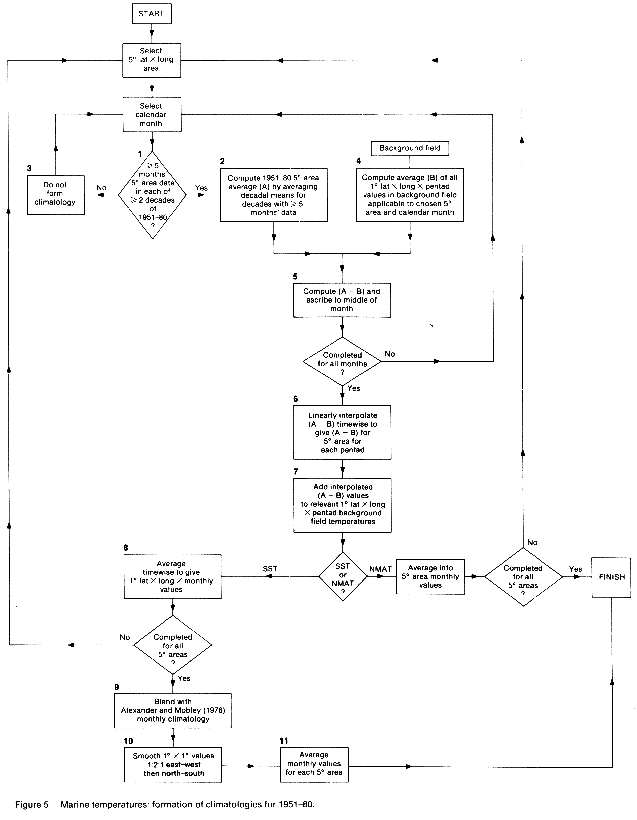 START
Select
5° lat × long
area
Select
calendar
month
1
≥ 5
months'
5° area data
in each of
≥ 2 decades
of
1951–80
?
No
Yes
3
Do not
form
climatology
2
Compute 1951–80 5° area
average (A) by averaging
decadal means for
decades with ≥ 5
months' data
Background field
4
Compute average (B) of all
1° lat × long × pentad
values in background field
applicable to chosen 5°
area and calendar month
5
Compute (A – B) and
ascribe to middle of
month
Completed
for all months
?
No
Yes
6
Linearly interpolate
(A – B) timewise to
give (A – B) for
5° area for
each pentad
7
Add interpolated
(A – B) values
to relevant 1° lat × long
× pentad background
field temperatures
SST
or
NMAT
?
SST
NMAT
8
Average
timewise to give
1° lat × long × monthly
values
Average into
5° area monthly
values
Completed
for all
5° areas
?
No
Yes
FINISH
Completed
for all
5° areas
?
No
Yes
9
Blend with
Alexander and Mobley (1976)
monthly climatology
10
Smooth 1° × 1° values
1:2:1 east–west
then north–south
11
Average
monthly values
for each 5° area
Figure 5 Marine temperatures: formation of climatologies for 1951–80.